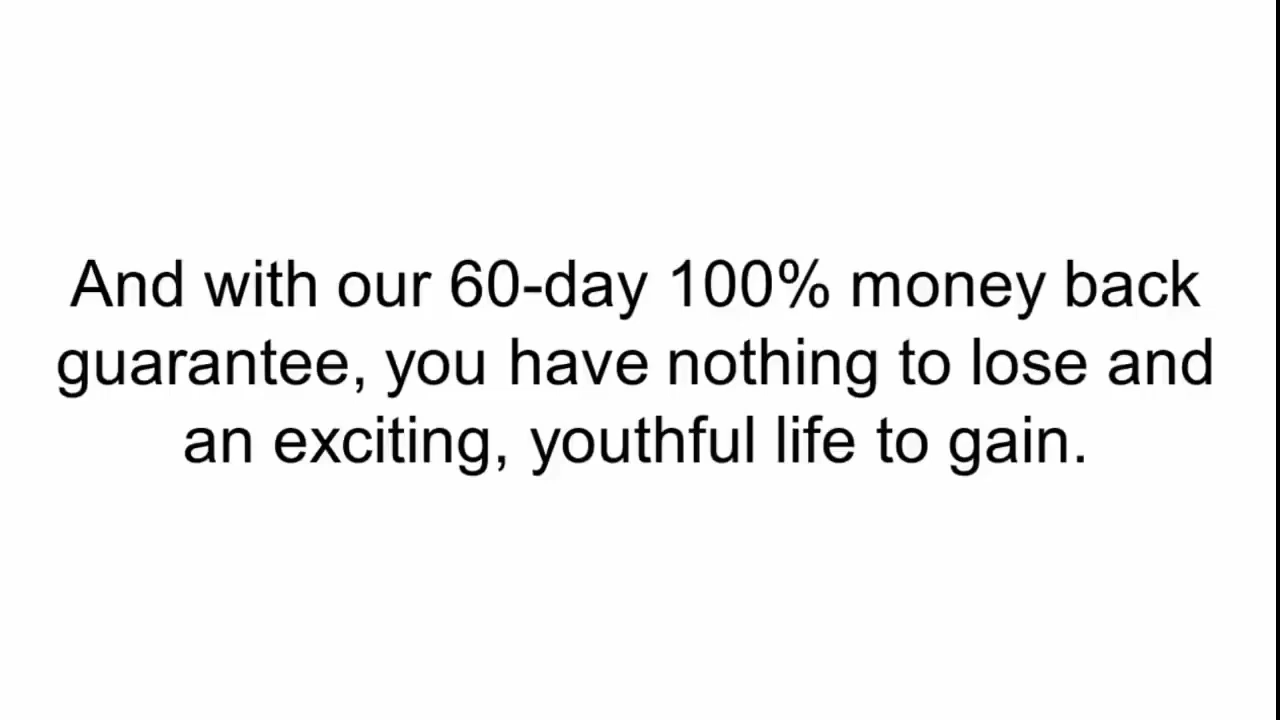 And with our 60-day 100% money back
guarantee, you have nothing to lose and
an exciting, youthful life to gain.